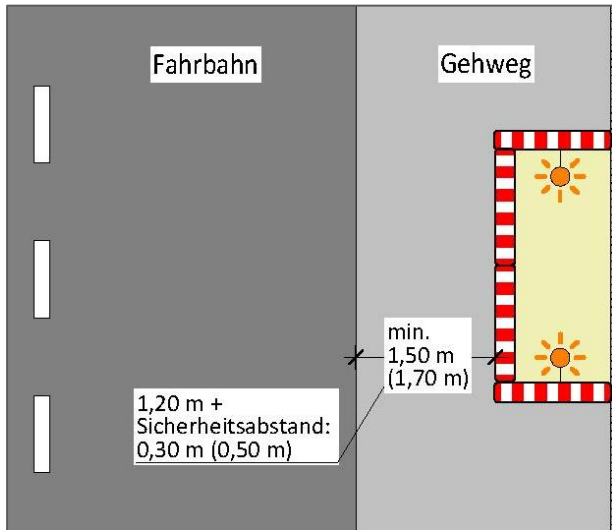 Fahrbahn
Gehweg
min.
1,50 m
(1,70 m)
1,20 m +
Sicherheitsabstand:
0,30 m (0,50 m)